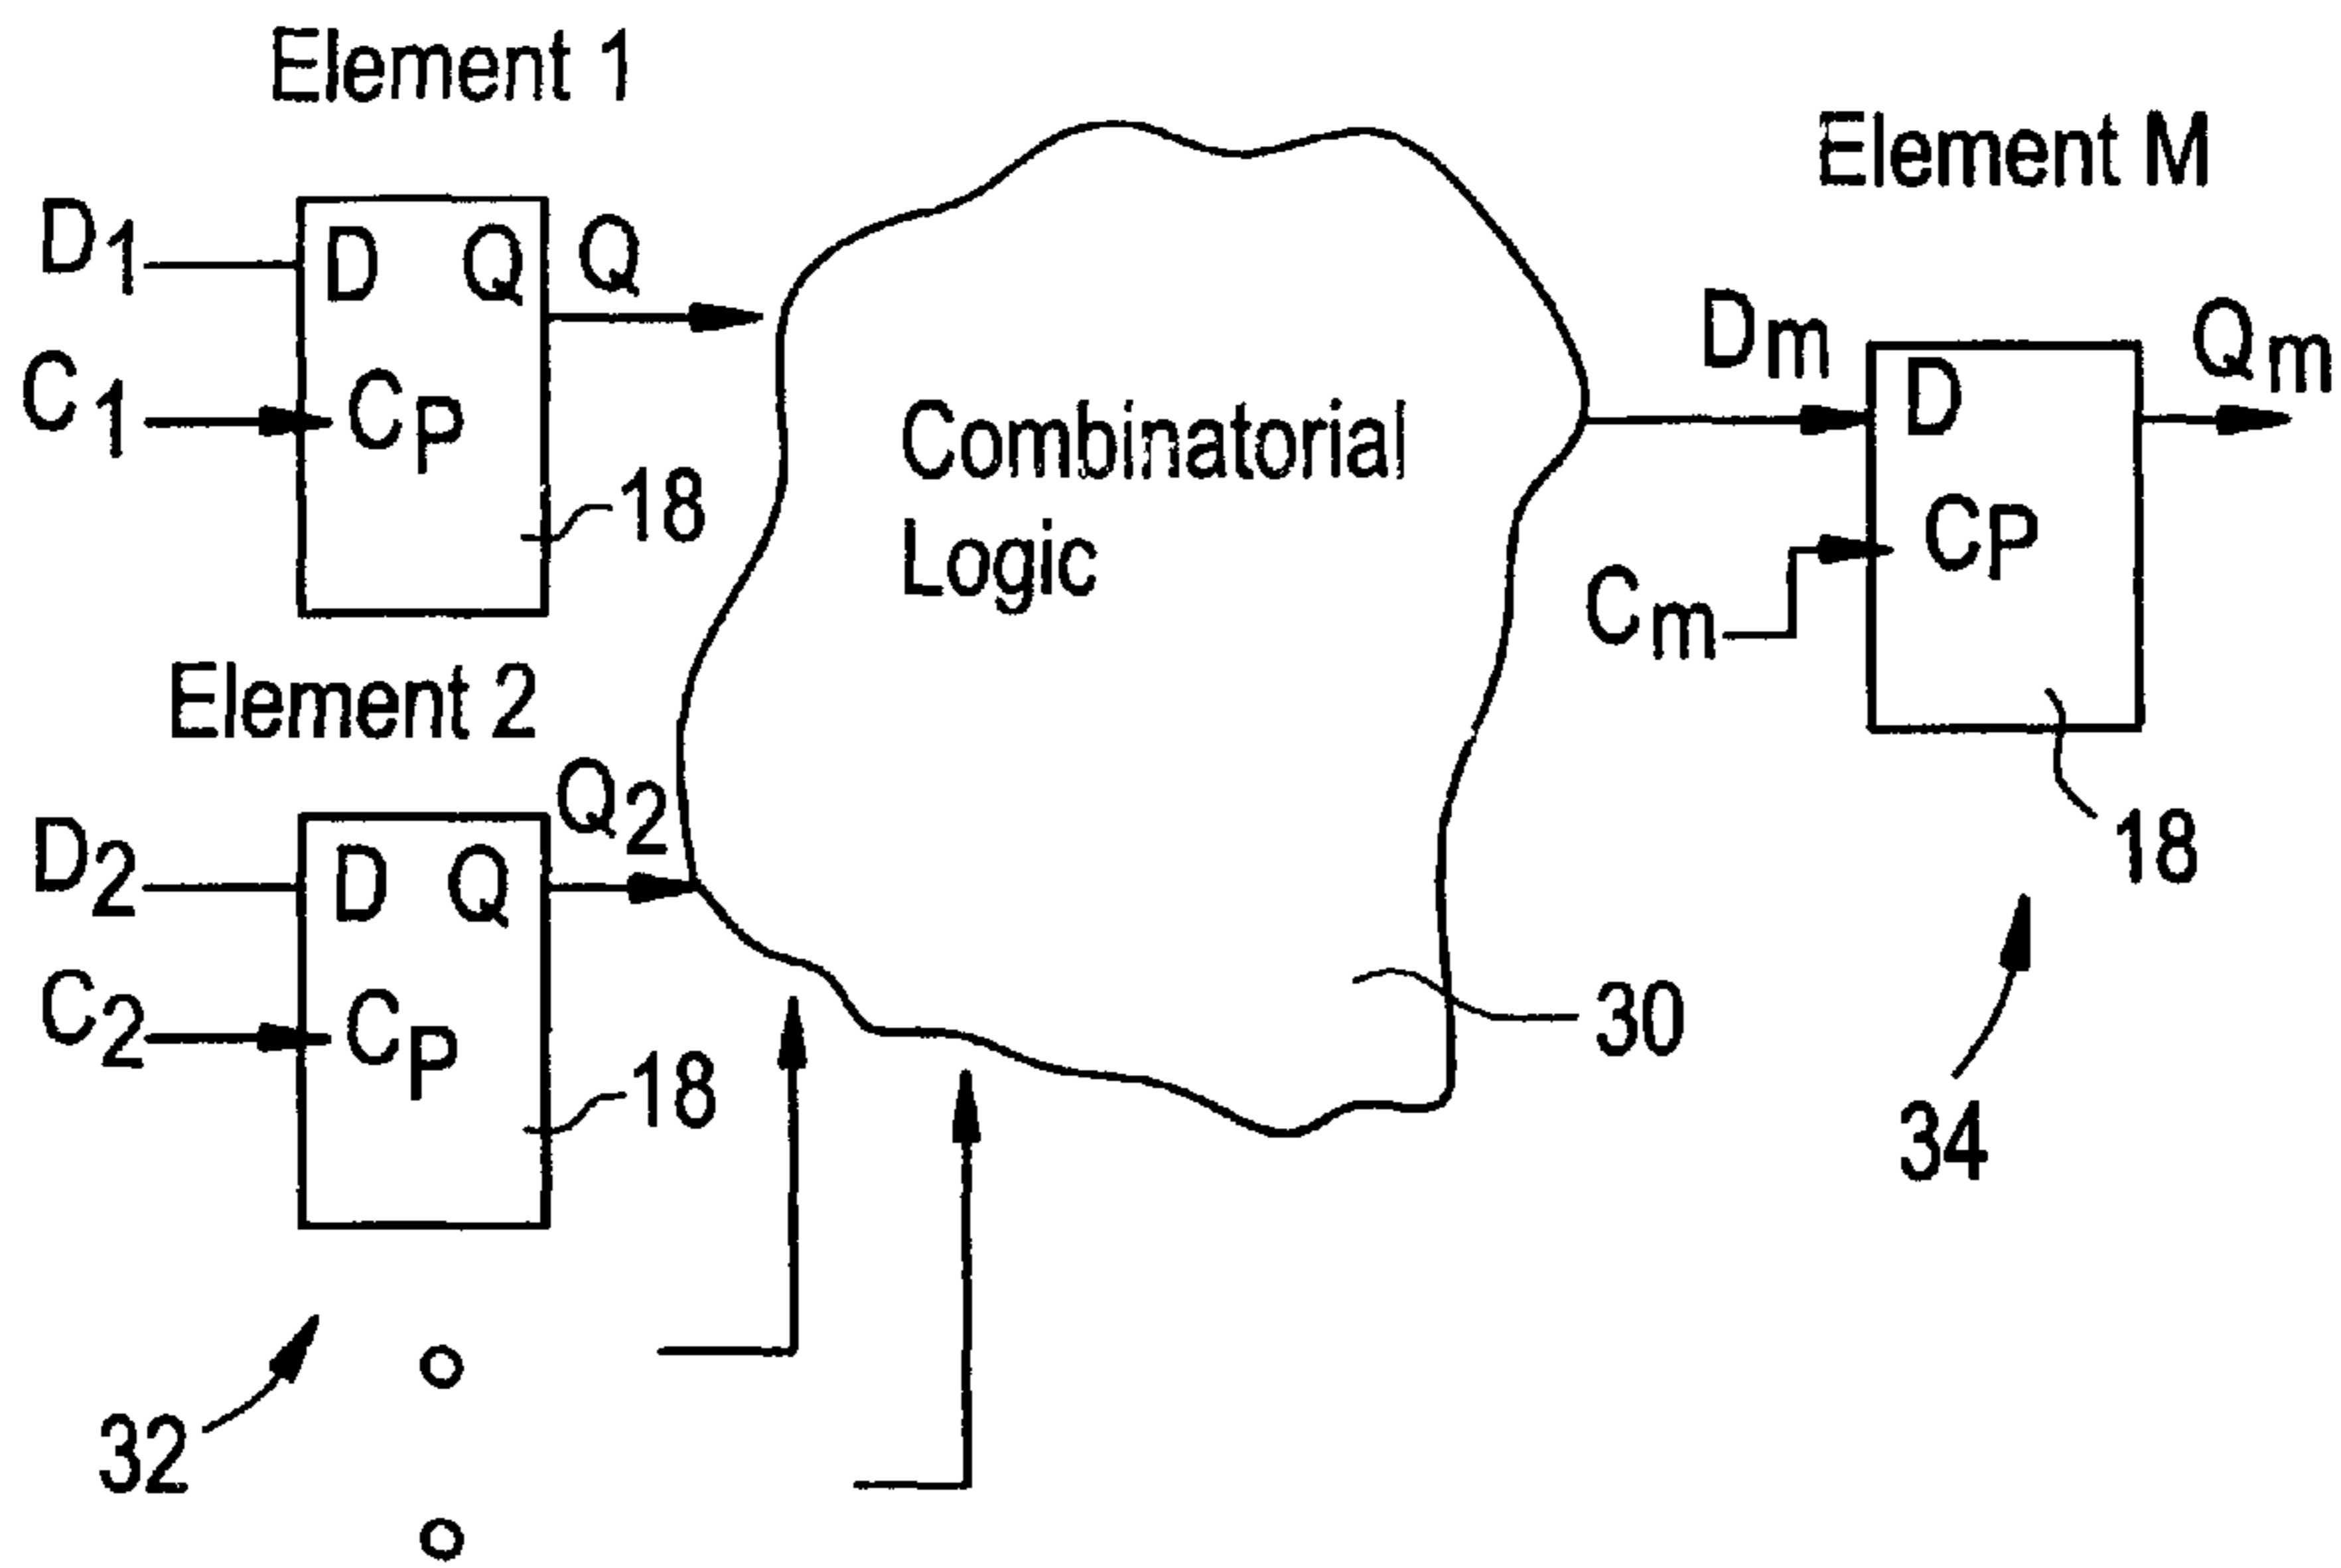 Element 1
D1
D Q
Q
C1
CP
18
Element 2
D2
D Q
Q2
C2
CP
18
32
Combinatorial
Logic
30
Element M
Dm
D
Qm
Cm
CP
18
34